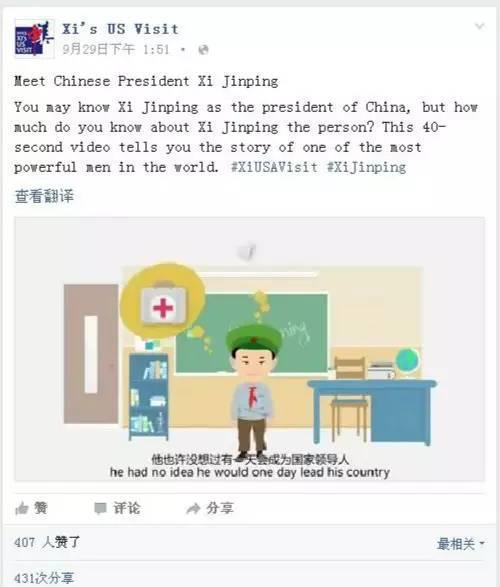 XI'S US VISIT
Xi's US Visit
9月29日下午 1:51
Meet Chinese President Xi Jinping
You may know Xi Jinping as the president of China, but how
much do you know about Xi Jinping the person? This 40-
second video tells you the story of one of the most
powerful men in the world. #XiUSAVisit #XiJinping
查看翻译
他也许没想过有一天会成为国家领导人
he had no idea he would one day lead his country
赞 评论 分享
407 人赞了 最相关
431次分享